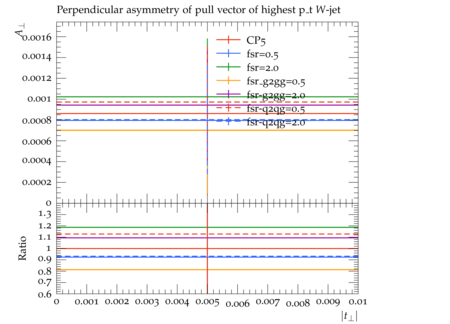 Perpendicular asymmetry of pull vector of highest p_t W-jet
A⊥
0.0016
0.0014
0.0012
0.001
0.0008
0.0006
0.0004
0.0002
0
CP5
fsr=0.5
fsr=2.0
fsr_g2gg=0.5
fsr-g2gg=2.0
fsr-q2qg=0.5
fsr-q2qg=2.0
Ratio
1.3
1.2
1.1
1
0.9
0.8
0.7
0.6
0 0.001 0.002 0.003 0.004 0.005 0.006 0.007 0.008 0.009 0.01
|t⊥|